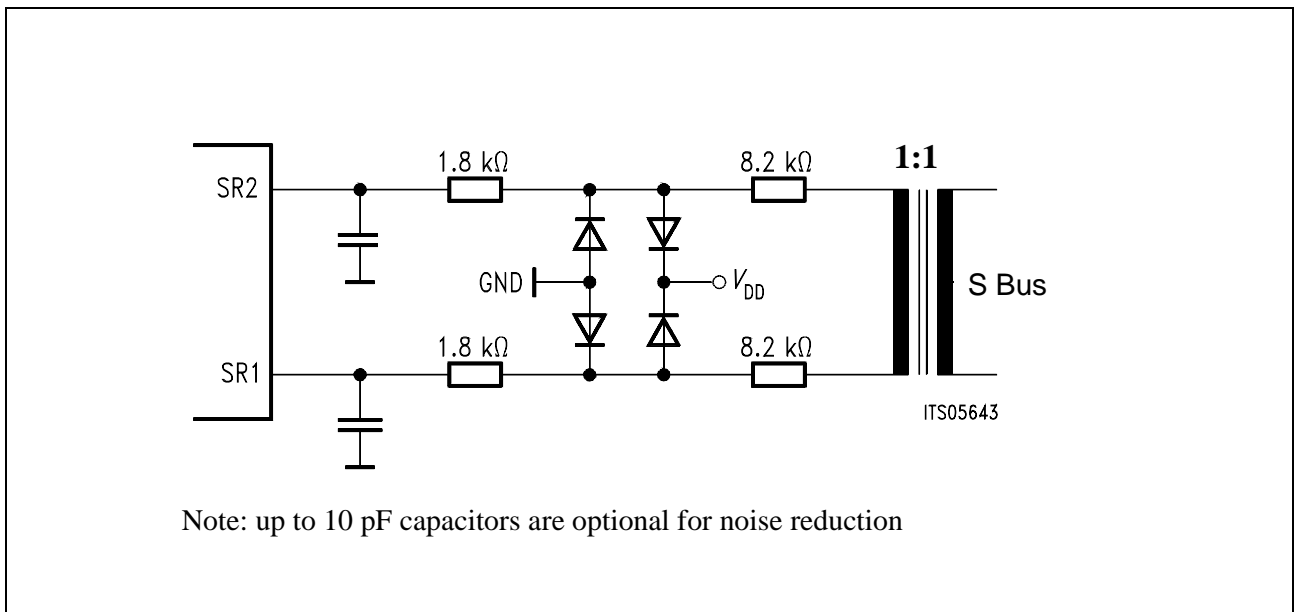 1.8 kΩ
8.2 kΩ
1:1
SR2
GND
VDD
S Bus
1.8 kΩ
8.2 kΩ
SR1
ITS05643
Note: up to 10 pF capacitors are optional for noise reduction